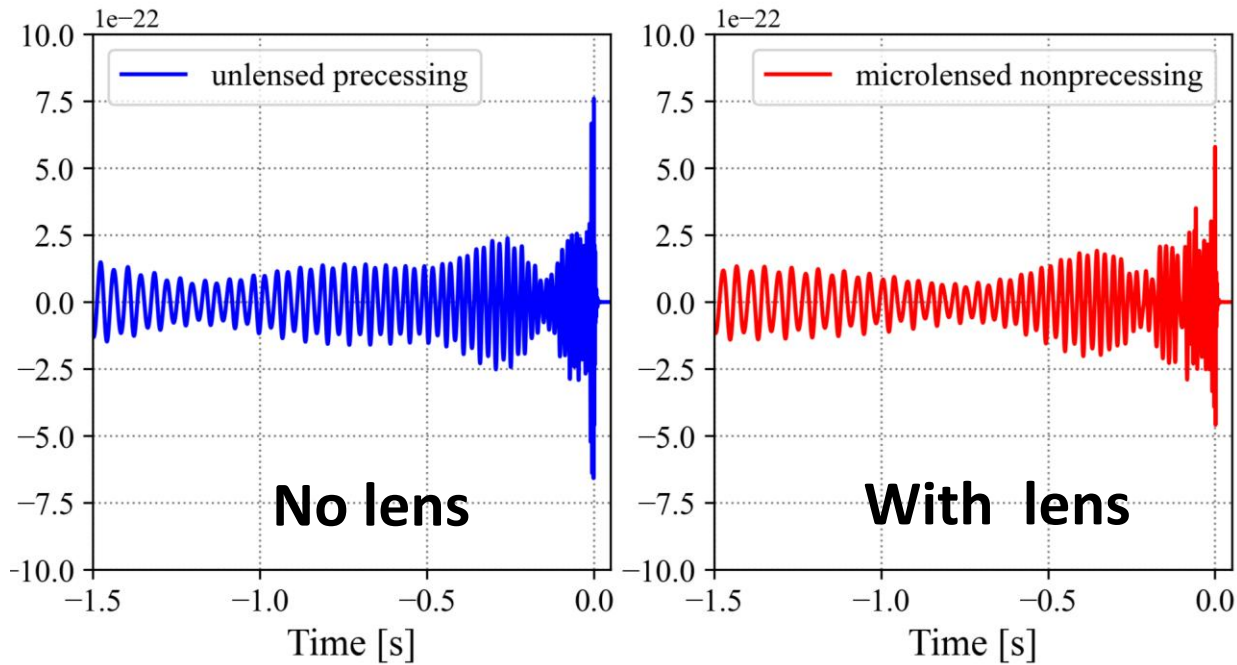 1e−22
10.0
unlensed precessing
7.5
5.0
2.5
0.0
−2.5
−5.0
−7.5
No lens
-10.0
−1.5 −1.0 −0.5 0.0
Time [s]
1e−22
10.0
microlensed nonprecessing
7.5
5.0
2.5
0.0
−2.5
−5.0
−7.5
With lens
−10.0
−1.5 −1.0 −0.5 0.0
Time [s]